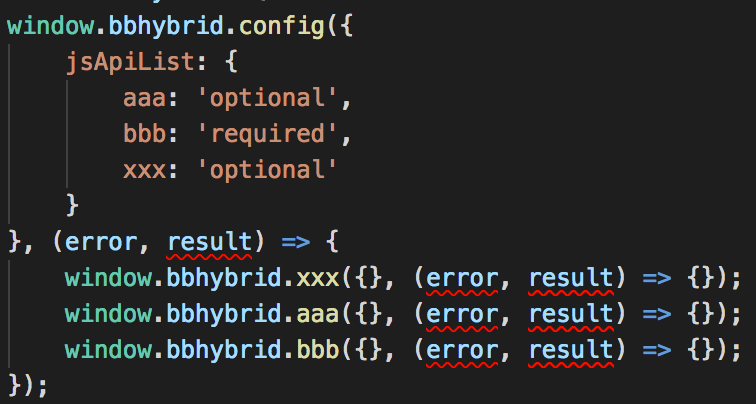 window.bbhybrid.config({
    jsApiList: {
        aaa: 'optional',
        bbb: 'required',
        xxx: 'optional'
    }
}, (error, result) => {
    window.bbhybrid.xxx({}, (error, result) => {});
    window.bbhybrid.aaa({}, (error, result) => {});
    window.bbhybrid.bbb({}, (error, result) => {});
});